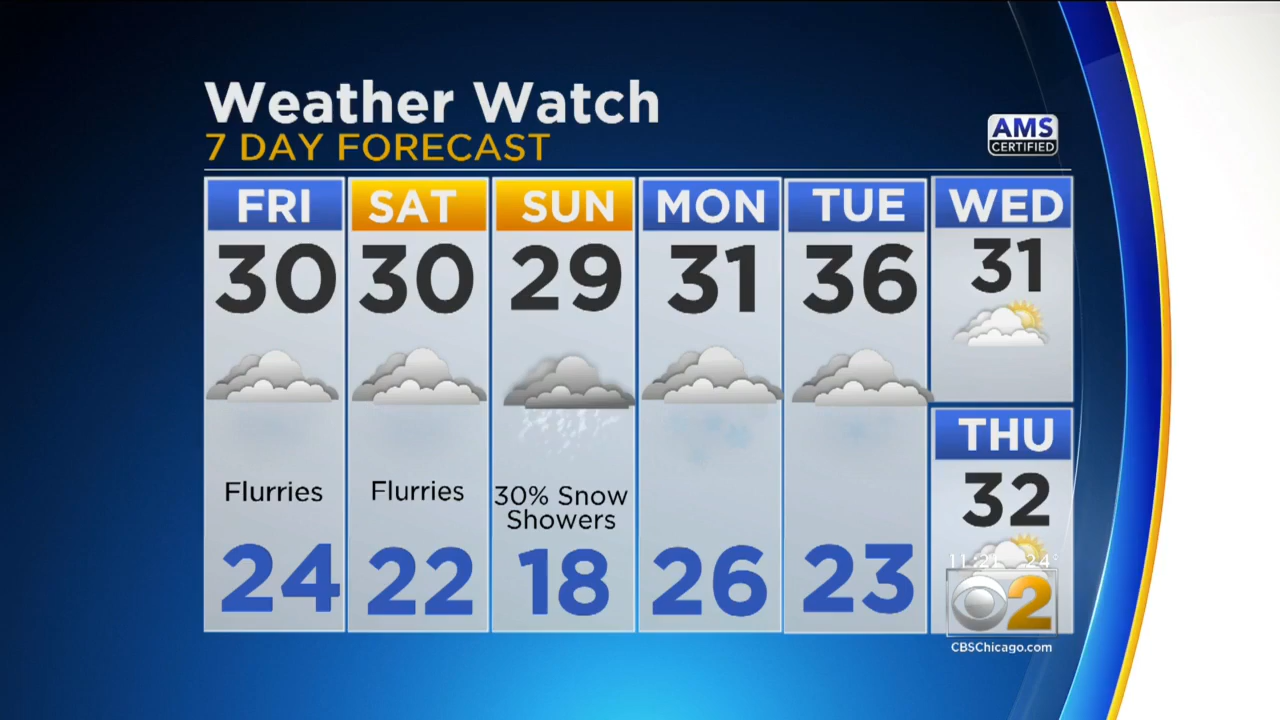 Weather Watch
7 DAY FORECAST
AMS
CERTIFIED
FRI
30
Flurries
24
SAT
30
Flurries
22
SUN
29
30% Snow
Showers
18
MON
31
26
TUE
36
23
WED
31
THU
32
24°
2
CBSChicago.com